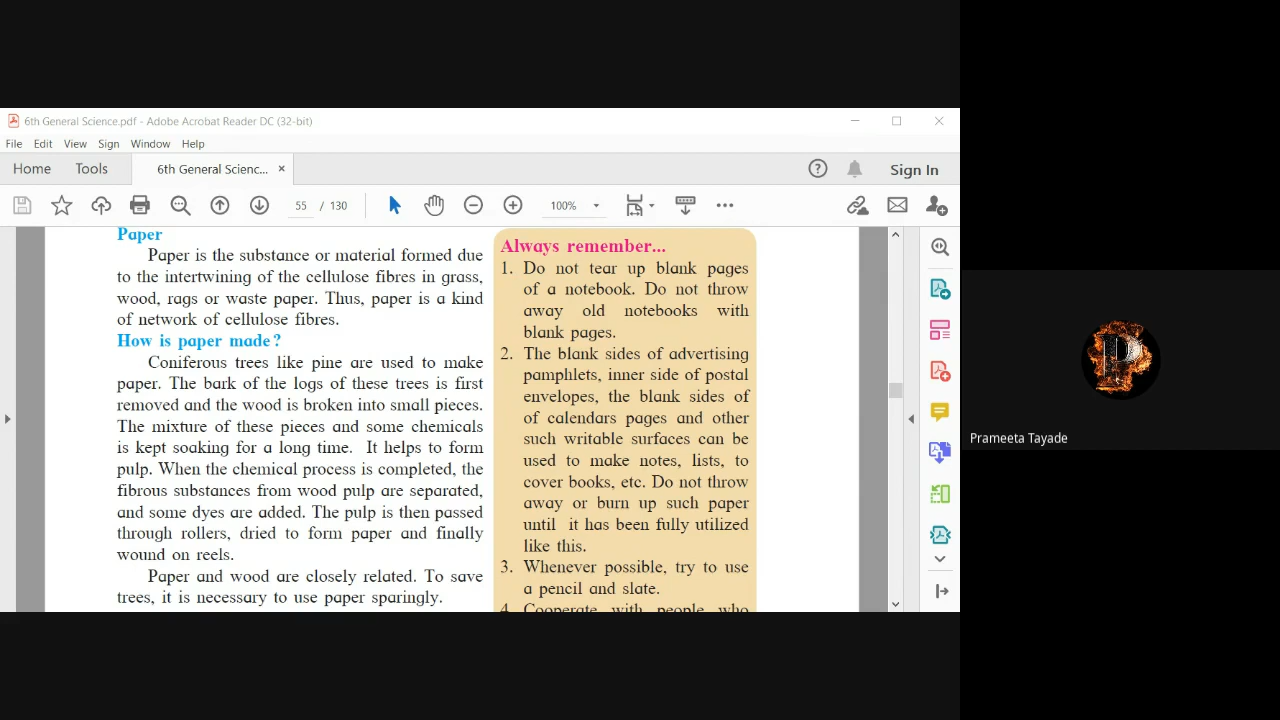 6th General Science.pdf - Adobe Acrobat Reader DC (32-bit)
File Edit View Sign Window Help
Home Tools 6th General Scienc... × Sign In
55 / 130 100%
Paper
Paper is the substance or material formed due
to the intertwining of the cellulose fibres in grass,
wood, rags or waste paper. Thus, paper is a kind
of network of cellulose fibres.
How is paper made?
Coniferous trees like pine are used to make
paper. The bark of the logs of these trees is first
removed and the wood is broken into small pieces.
The mixture of these pieces and some chemicals
is kept soaking for a long time. It helps to form
pulp. When the chemical process is completed, the
fibrous substances from wood pulp are separated,
and some dyes are added. The pulp is then passed
through rollers, dried to form paper and finally
wound on reels.
Paper and wood are closely related. To save
trees, it is necessary to use paper sparingly.
Always remember...
1. Do not tear up blank pages
of a notebook. Do not throw
away old notebooks with
blank pages.
2. The blank sides of advertising
pamphlets, inner side of postal
envelopes, the blank sides of
of calendars pages and other
such writable surfaces can be
used to make notes, lists, to
cover books, etc. Do not throw
away or burn up such paper
until it has been fully utilized
like this.
3. Whenever possible, try to use
a pencil and slate.
4. Cooperate with people who
P
Prameeta Tayade